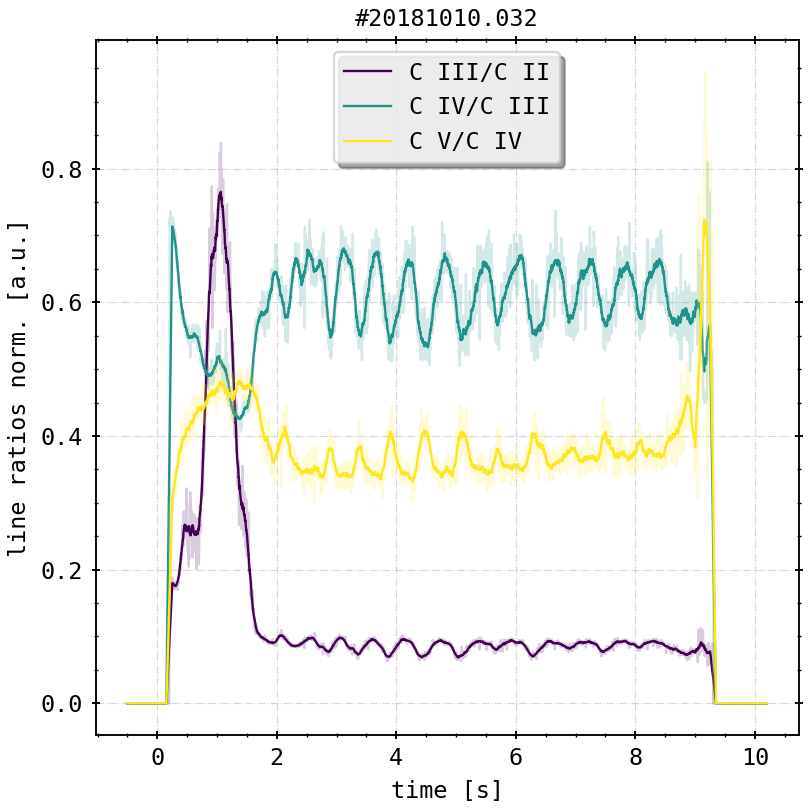 #20181010.032
C III/C II
C IV/C III
C V/C IV
line ratios norm. [a.u.]
0.8
0.6
0.4
0.2
0.0
0 2 4 6 8 10
time [s]